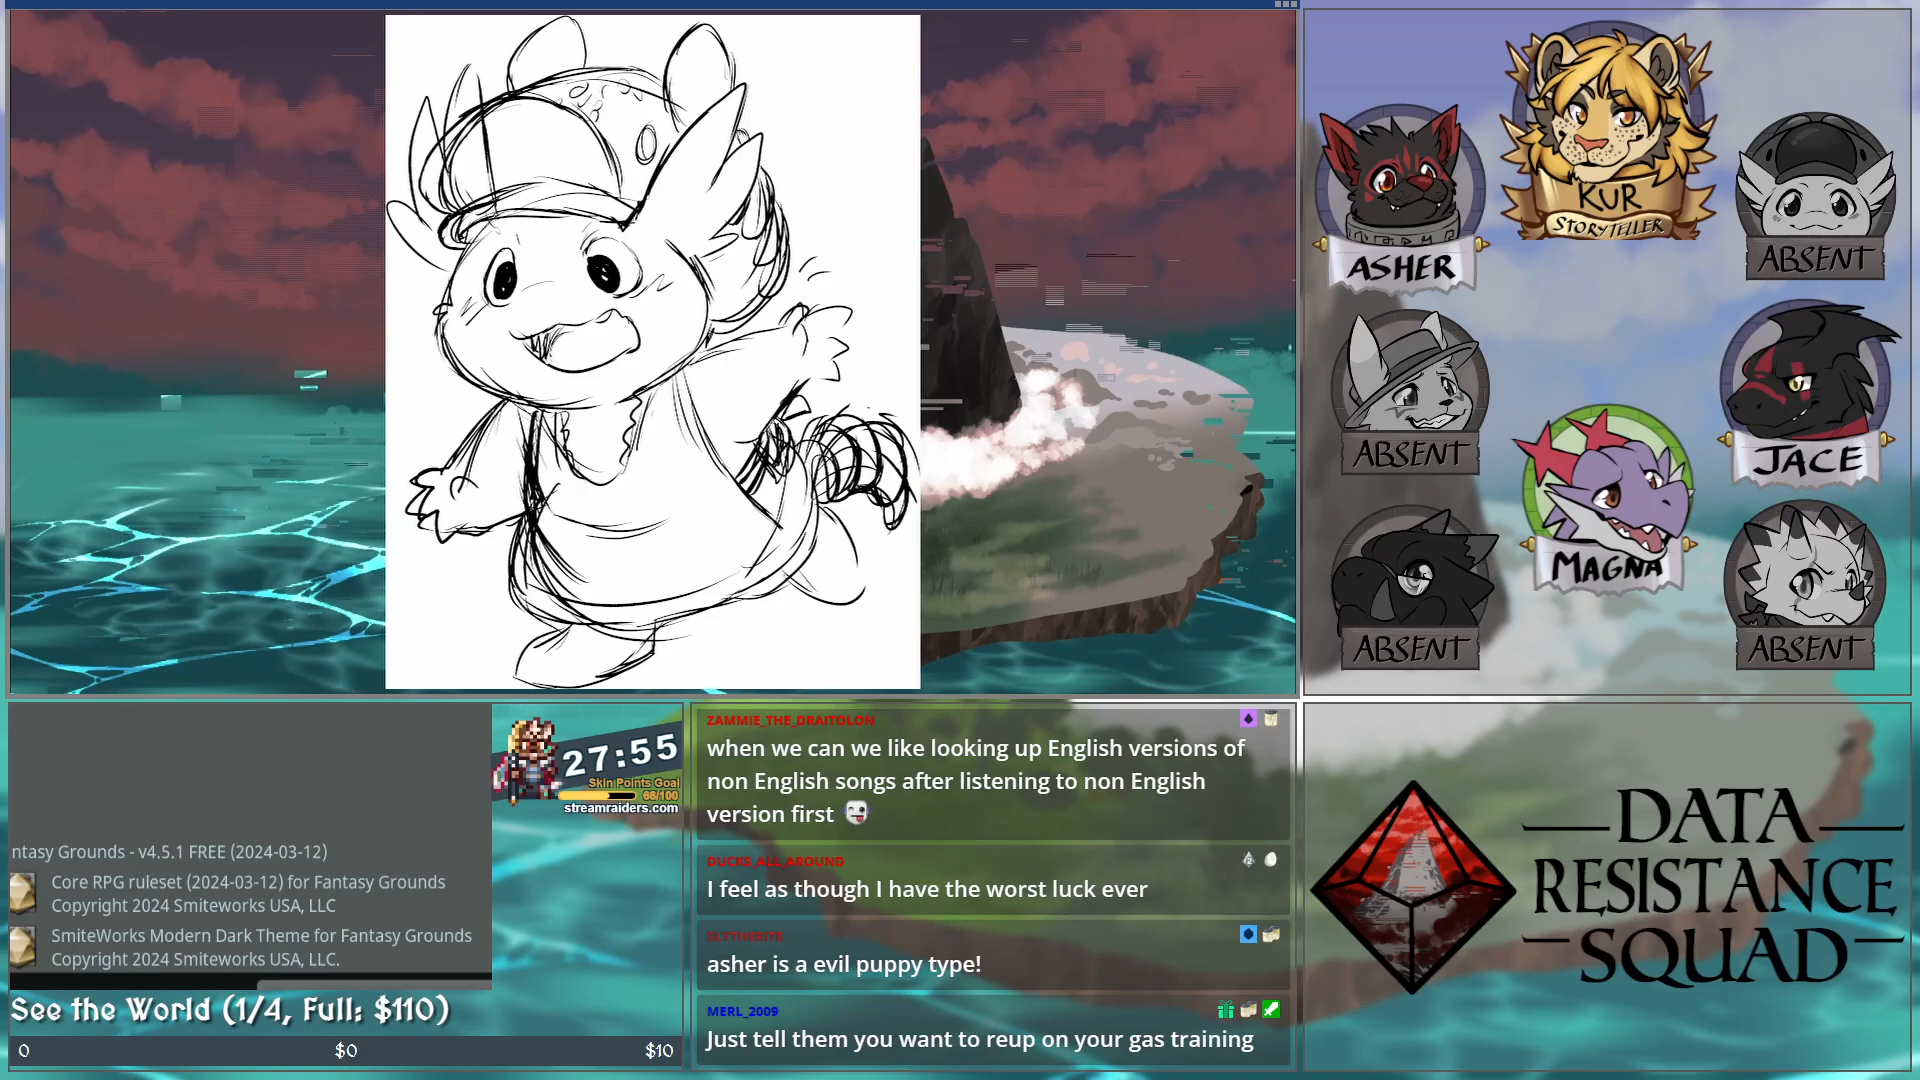 KUR
STORYTELLER
ASHER
ABSENT
ABSENT
JACE
MAGNA
ABSENT
ABSENT
27:55
Skin Points Goal
66/100
streamraiders.com
ntasy Grounds - v4.5.1 FREE (2024-03-12)
Core RPG ruleset (2024-03-12) for Fantasy Grounds
Copyright 2024 Smiteworks USA, LLC
SmiteWorks Modern Dark Theme for Fantasy Grounds
Copyright 2024 Smiteworks USA, LLC.
See the World (1/4, Full: $110)
0 $0 $10
ZAMMIE_THE_DRAITOLON
when we can we like looking up English versions of
non English songs after listening to non English
version first
DUCKS_ALL_AROUND
I feel as though I have the worst luck ever
asher is a evil puppy type!
MERL_2009
Just tell them you want to reup on your gas training
DATA
RESISTANCE
SQUAD